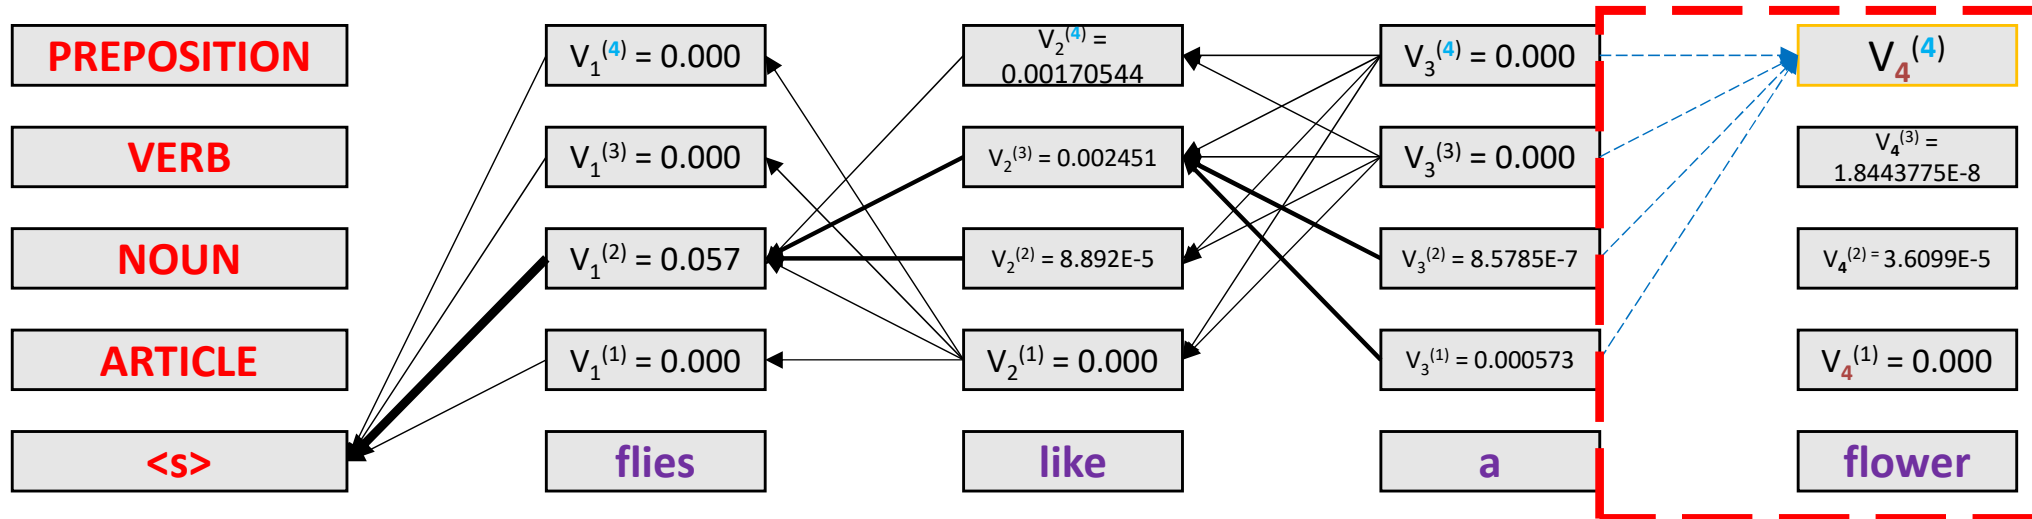 PREPOSITION
V₁⁽⁴⁾ = 0.000
V₂⁽⁴⁾ =
0.00170544
V₃⁽⁴⁾ = 0.000
V₄⁽⁴⁾
VERB
V₁⁽³⁾ = 0.000
V₂⁽³⁾ = 0.002451
V₃⁽³⁾ = 0.000
V₄⁽³⁾ =
1.8443775E-8
NOUN
V₁⁽²⁾ = 0.057
V₂⁽²⁾ = 8.892E-5
V₃⁽²⁾ = 8.5785E-7
V₄⁽²⁾ = 3.6099E-5
ARTICLE
V₁⁽¹⁾ = 0.000
V₂⁽¹⁾ = 0.000
V₃⁽¹⁾ = 0.000573
V₄⁽¹⁾ = 0.000
<s>
flies
like
a
flower